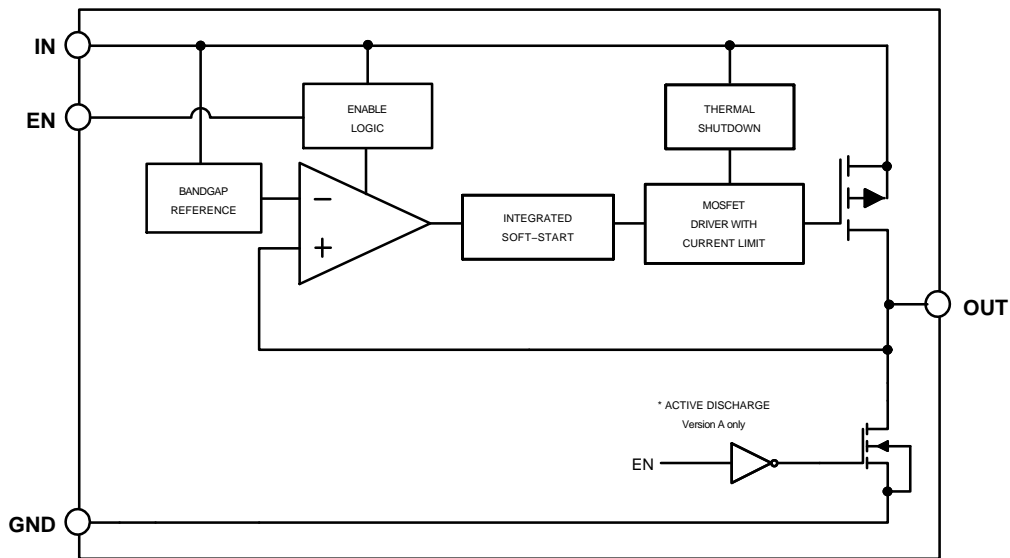 IN
EN
ENABLE
LOGIC
THERMAL
SHUTDOWN
BANDGAP
REFERENCE
−
+
INTEGRATED
SOFT−START
MOSFET
DRIVER WITH
CURRENT LIMIT
OUT
* ACTIVE DISCHARGE
Version A only
EN
GND